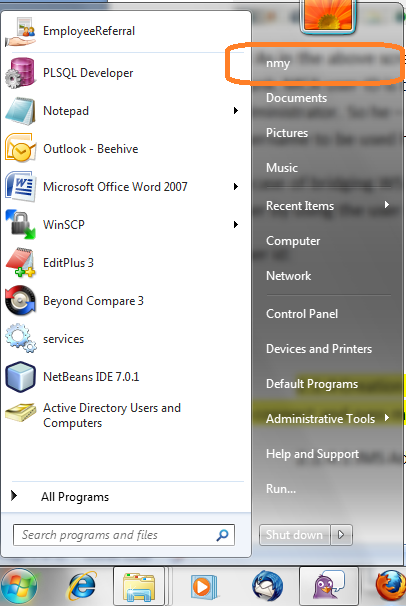 EmployeeReferral
PLSQL Developer
Notepad
Outlook - Beehive
Microsoft Office Word 2007
WinSCP
EditPlus 3
Beyond Compare 3
services
NetBeans IDE 7.0.1
Active Directory Users and
Computers
All Programs
Search programs and files
nmy
Documents
Pictures
Music
Recent Items
Computer
Network
Control Panel
Devices and Printers
Default Programs
Administrative Tools
Help and Support
Run...
Shut down